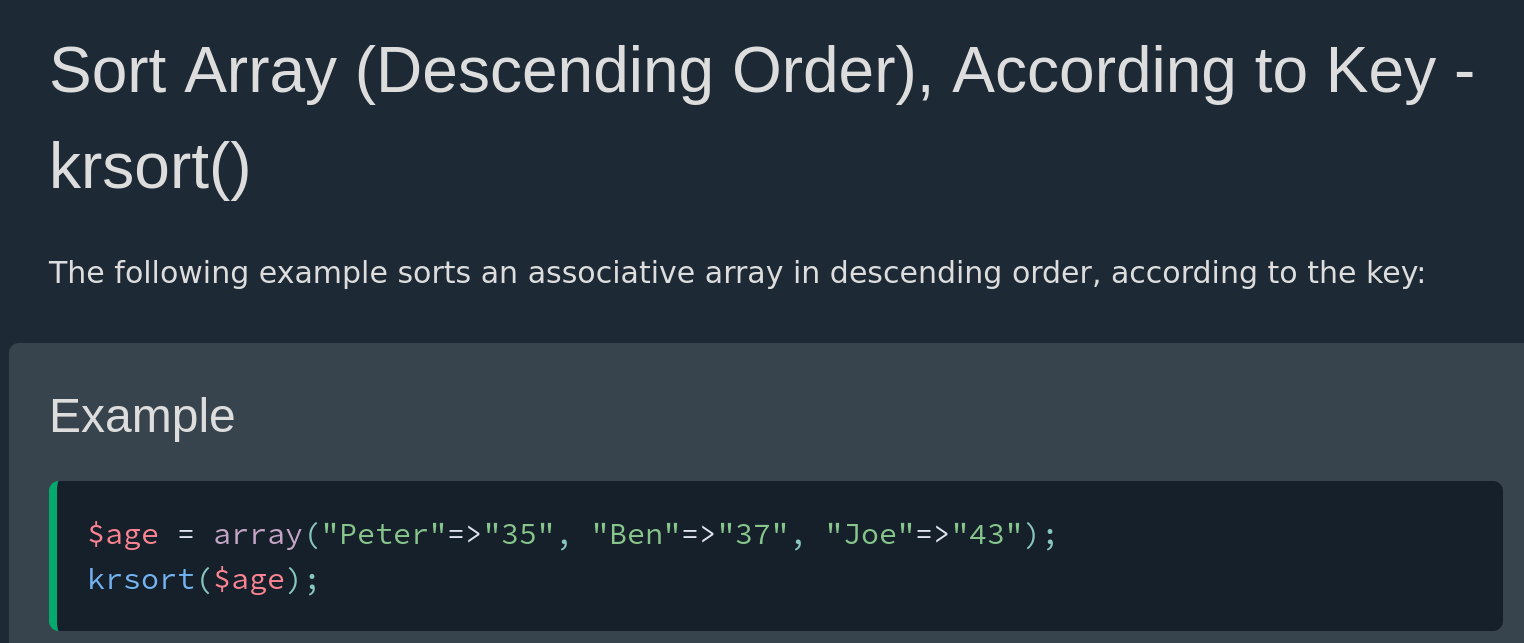 Sort Array (Descending Order), According to Key -
krsort()
The following example sorts an associative array in descending order, according to the key:
Example
$age = array("Peter"=>"35", "Ben"=>"37", "Joe"=>"43");
krsort($age);